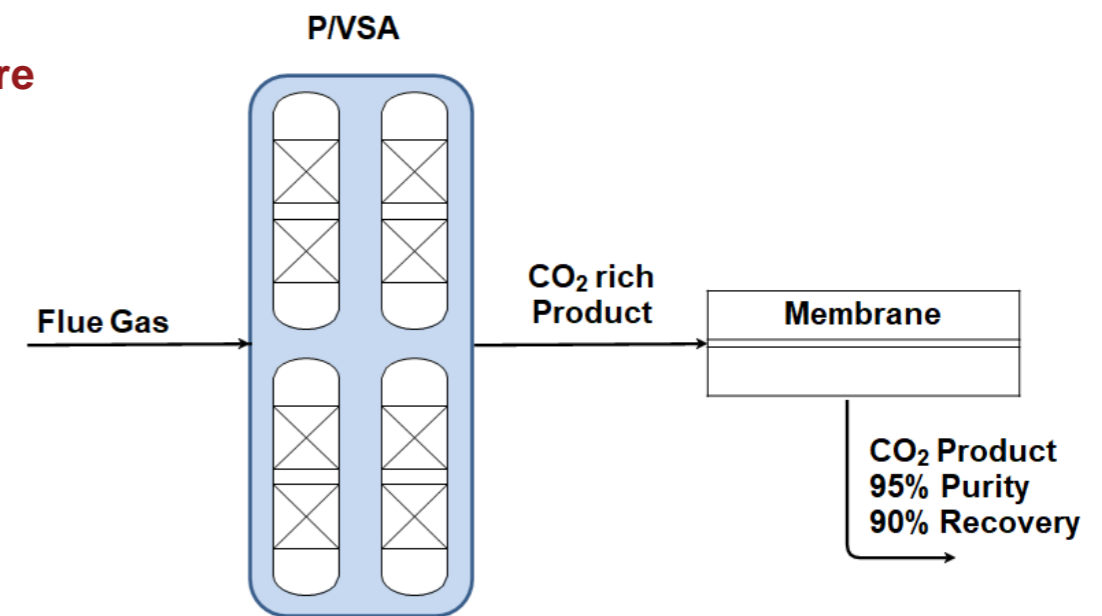 P/VSA
re
Flue Gas
CO₂ rich
Product
Membrane
CO₂ Product
95% Purity
90% Recovery